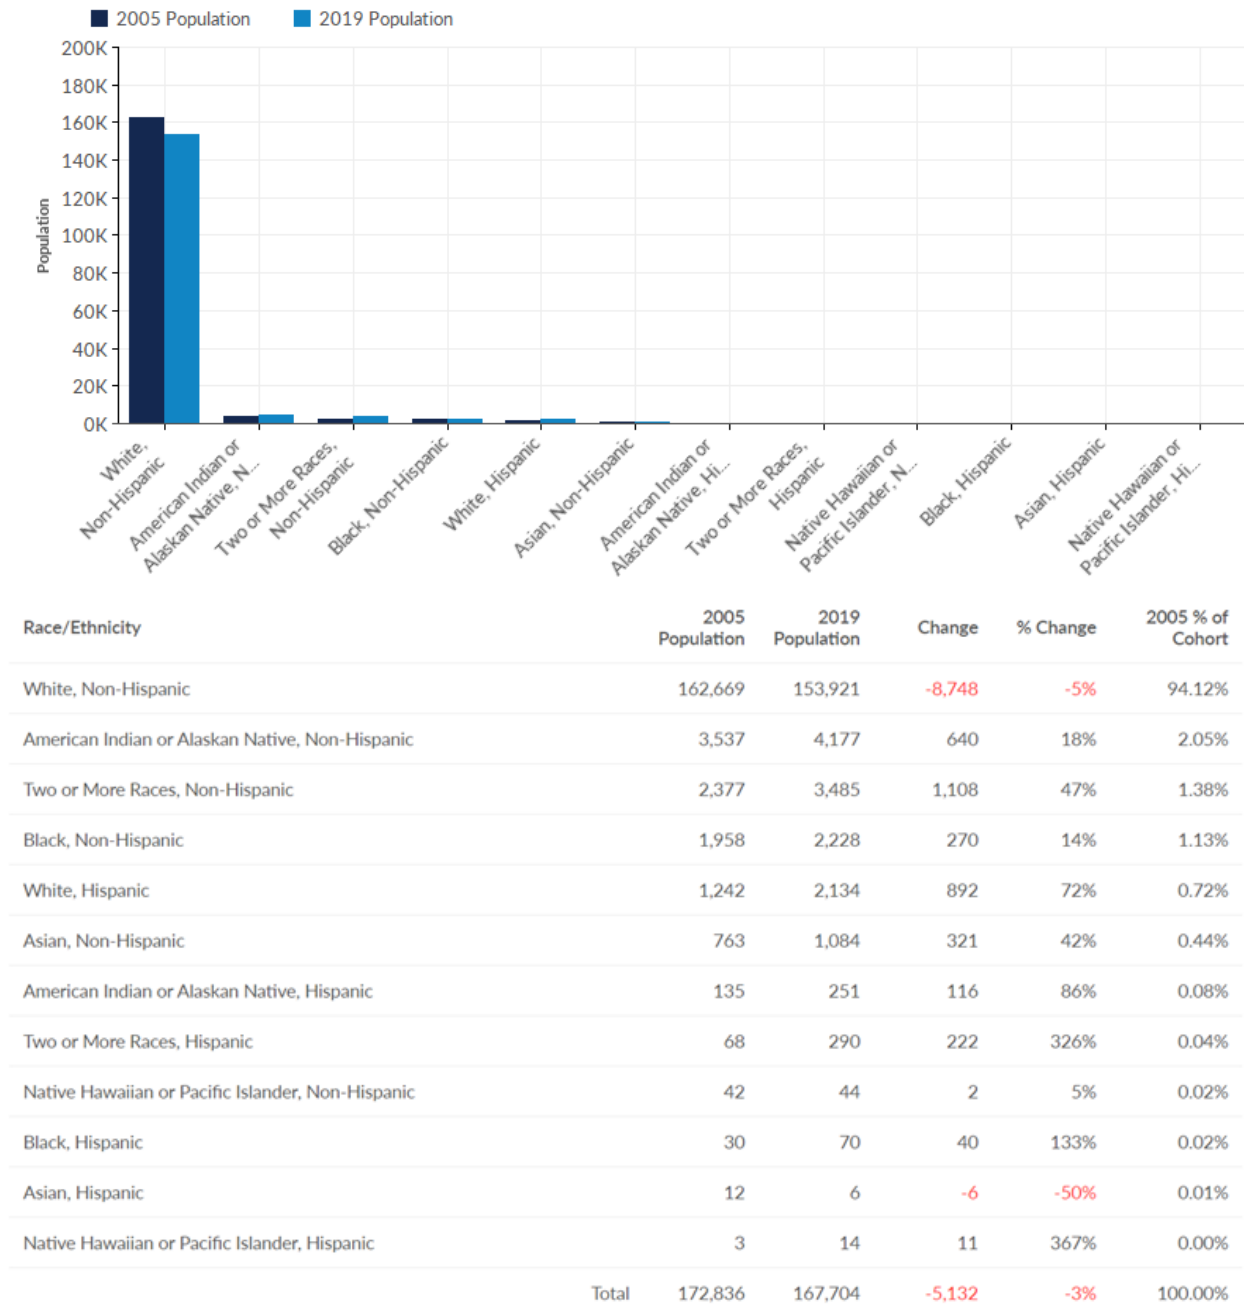 2005 Population 2019 Population
200K
180K
160K
140K
120K
100K
80K
60K
40K
20K
0K
Population
White,
Non-Hispanic
American Indian or
Alaskan Native, N...
Two or More Races,
Non-Hispanic
Black, Non-Hispanic
White, Hispanic
Asian, Non-Hispanic
American Indian or
Alaskan Native, Hi...
Two or More Races,
Hispanic
Native Hawaiian or
Pacific Islander, N...
Black, Hispanic
Asian, Hispanic
Native Hawaiian or
Pacific Islander, Hi...
Race/Ethnicity 2005 Population 2019 Population Change % Change 2005 % of Cohort
White, Non-Hispanic 162,669 153,921 -8,748 -5% 94.12%
American Indian or Alaskan Native, Non-Hispanic 3,537 4,177 640 18% 2.05%
Two or More Races, Non-Hispanic 2,377 3,485 1,108 47% 1.38%
Black, Non-Hispanic 1,958 2,228 270 14% 1.13%
White, Hispanic 1,242 2,134 892 72% 0.72%
Asian, Non-Hispanic 763 1,084 321 42% 0.44%
American Indian or Alaskan Native, Hispanic 135 251 116 86% 0.08%
Two or More Races, Hispanic 68 290 222 326% 0.04%
Native Hawaiian or Pacific Islander, Non-Hispanic 42 44 2 5% 0.02%
Black, Hispanic 30 70 40 133% 0.02%
Asian, Hispanic 12 6 -6 -50% 0.01%
Native Hawaiian or Pacific Islander, Hispanic 3 14 11 367% 0.00%
Total 172,836 167,704 -5,132 -3% 100.00%